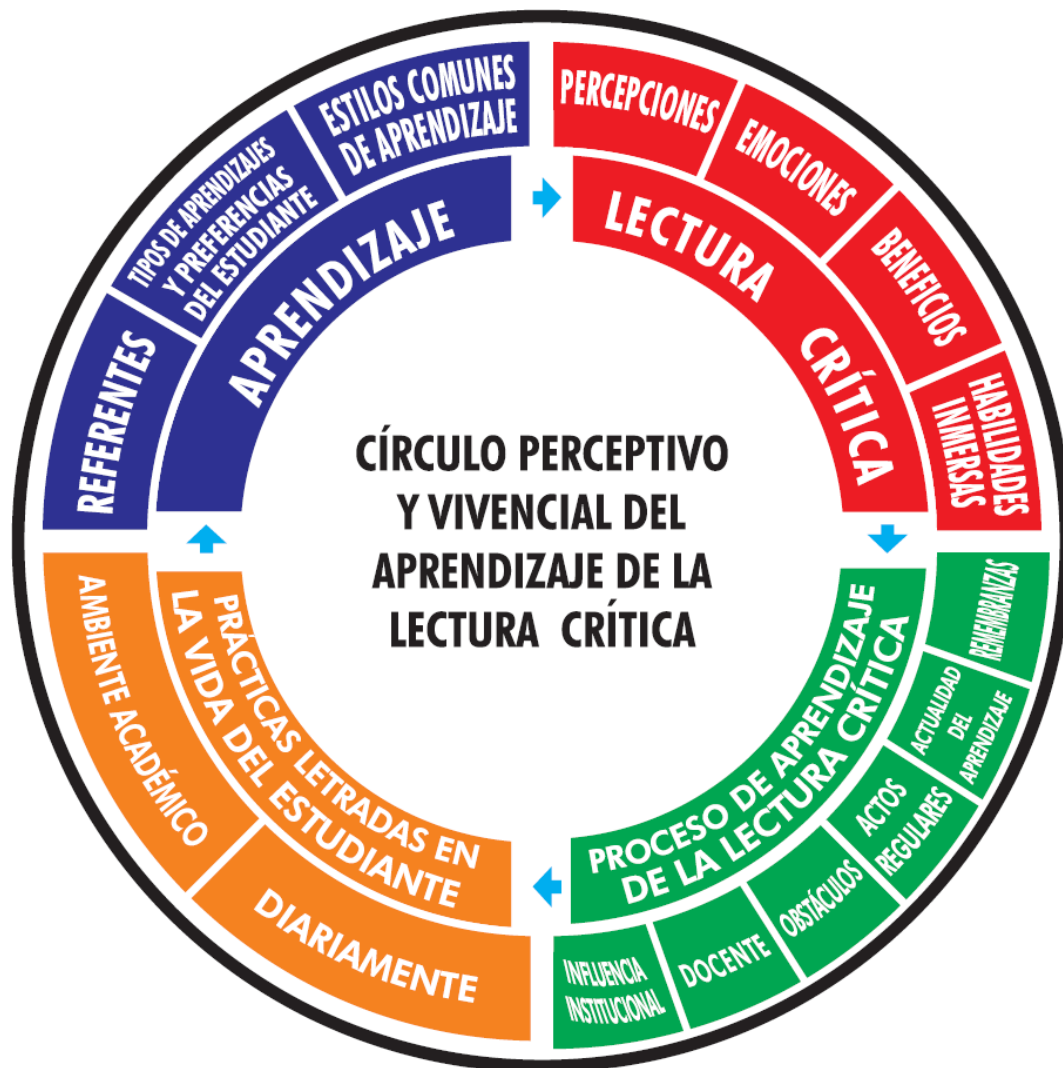 ESTILOS COMUNES
DE APRENDIZAJE
TIPOS DE APRENDIZAJES
Y PREFERENCIAS
DEL ESTUDIANTE
REFERENTES
APRENDIZAJE
PERCEPCIONES
EMOCIONES
BENEFICIOS
HABILIDADES
INMERSAS
LECTURA
CRÍTICA
CÍRCULO PERCEPTIVO
Y VIVENCIAL DEL
APRENDIZAJE DE LA
LECTURA CRÍTICA
REMEMBRANZAS
ACTUALIDAD
DEL
APRENDIZAJE
ACTOS
REGULARES
OBSTÁCULOS
DOCENTE
INFLUENCIA
INSTITUCIONAL
PROCESO DE APRENDIZAJE
DE LA LECTURA CRÍTICA
PRÁCTICAS LETRADAS EN
LA VIDA DEL ESTUDIANTE
DIARIAMENTE
AMBIENTE ACADÉMICO